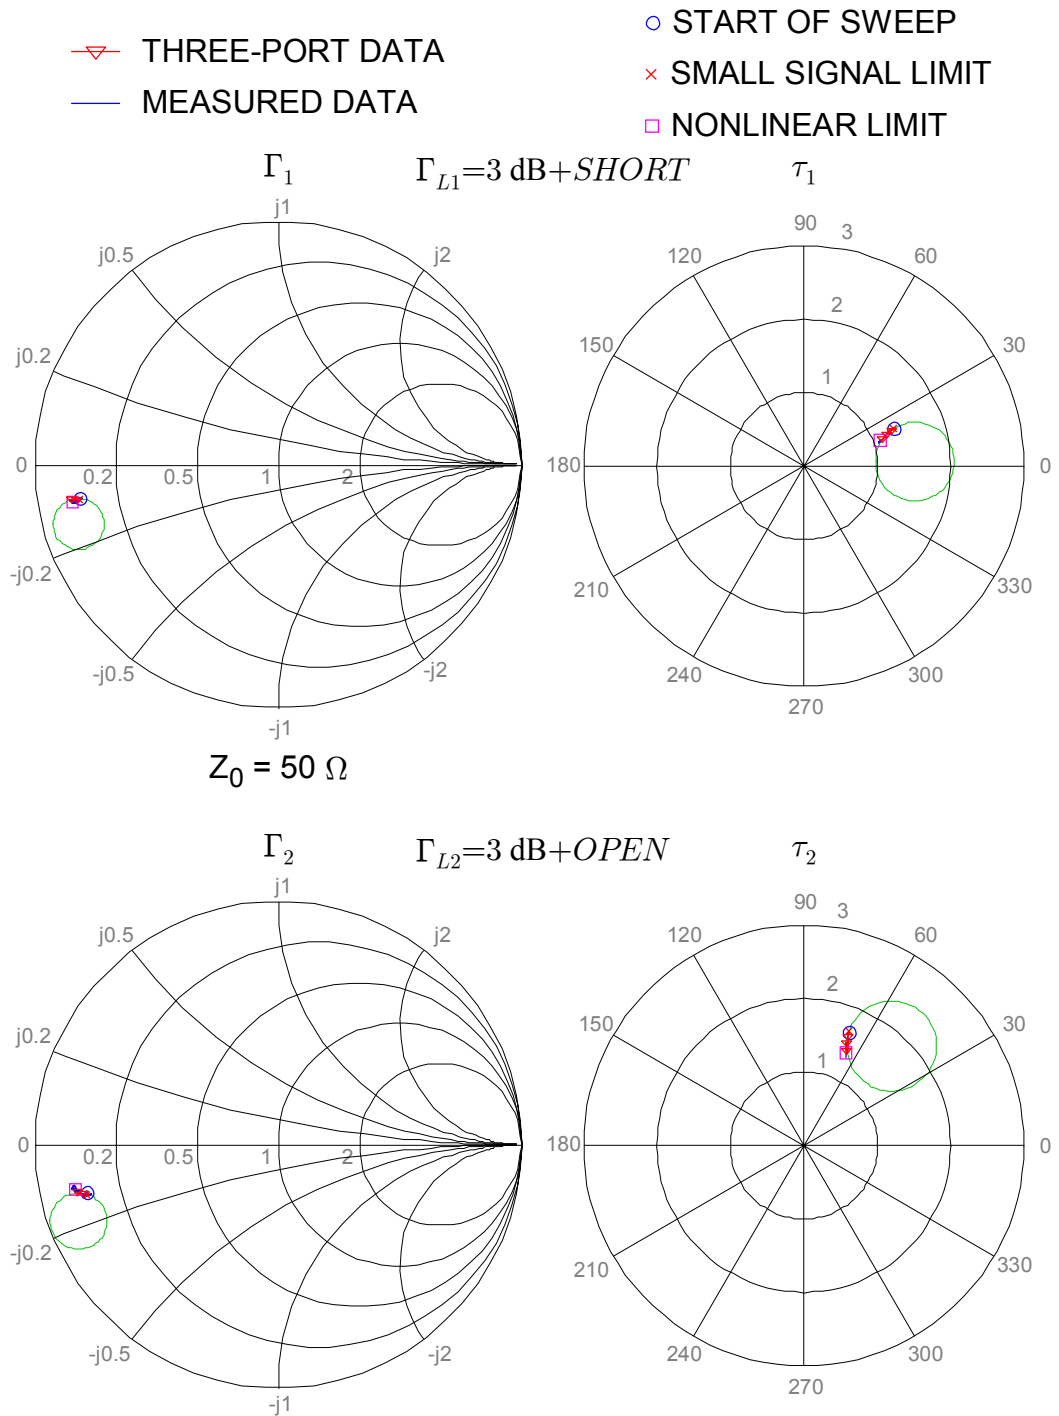 THREE-PORT DATA
MEASURED DATA
START OF SWEEP
SMALL SIGNAL LIMIT
NONLINEAR LIMIT
Γ1 ΓL1=3 dB+SHORT τ1
j1
j0.5 j2
j0.2
0 0.2 0.5 1 2
-j0.2
-j0.5 -j2
-j1
90 3
120 60
2
150 30
1
180 0
210 330
240 300
270
Z0 = 50 Ω
Γ2 ΓL2=3 dB+OPEN τ2
j1
j0.5 j2
j0.2
0 0.2 0.5 1 2
-j0.2
-j0.5 -j2
-j1
90 3
120 60
2
150 30
1
180 0
210 330
240 300
270